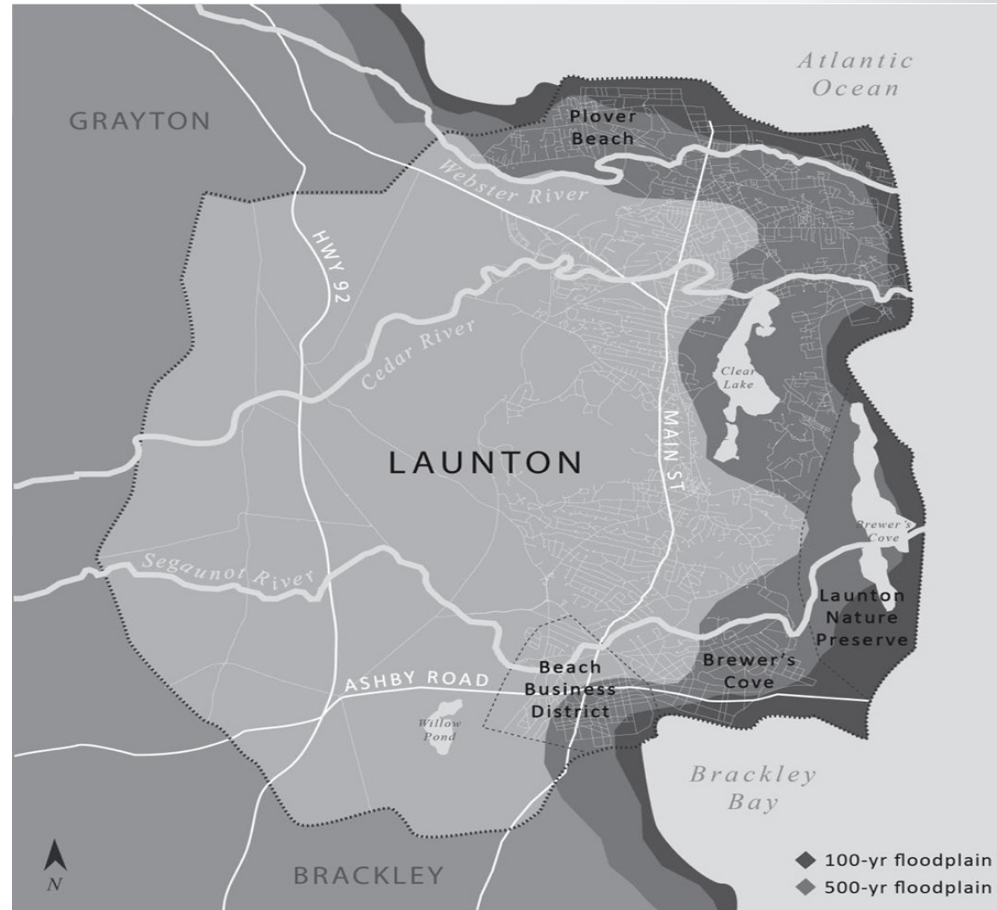 Atlantic
Ocean
GRAYTON
Plover
Beach
Webster River
HWY 92
Cedar River
Clear
Lake
LAUNTON
MAIN ST
Brewer's
Cove
Segaunot River
Launton
Nature
Preserve
Beach
Business
District
Brewer's
Cove
ASHBY ROAD
Willow
Pond
Brackley
Bay
BRACKLEY
N
100-yr floodplain
500-yr floodplain